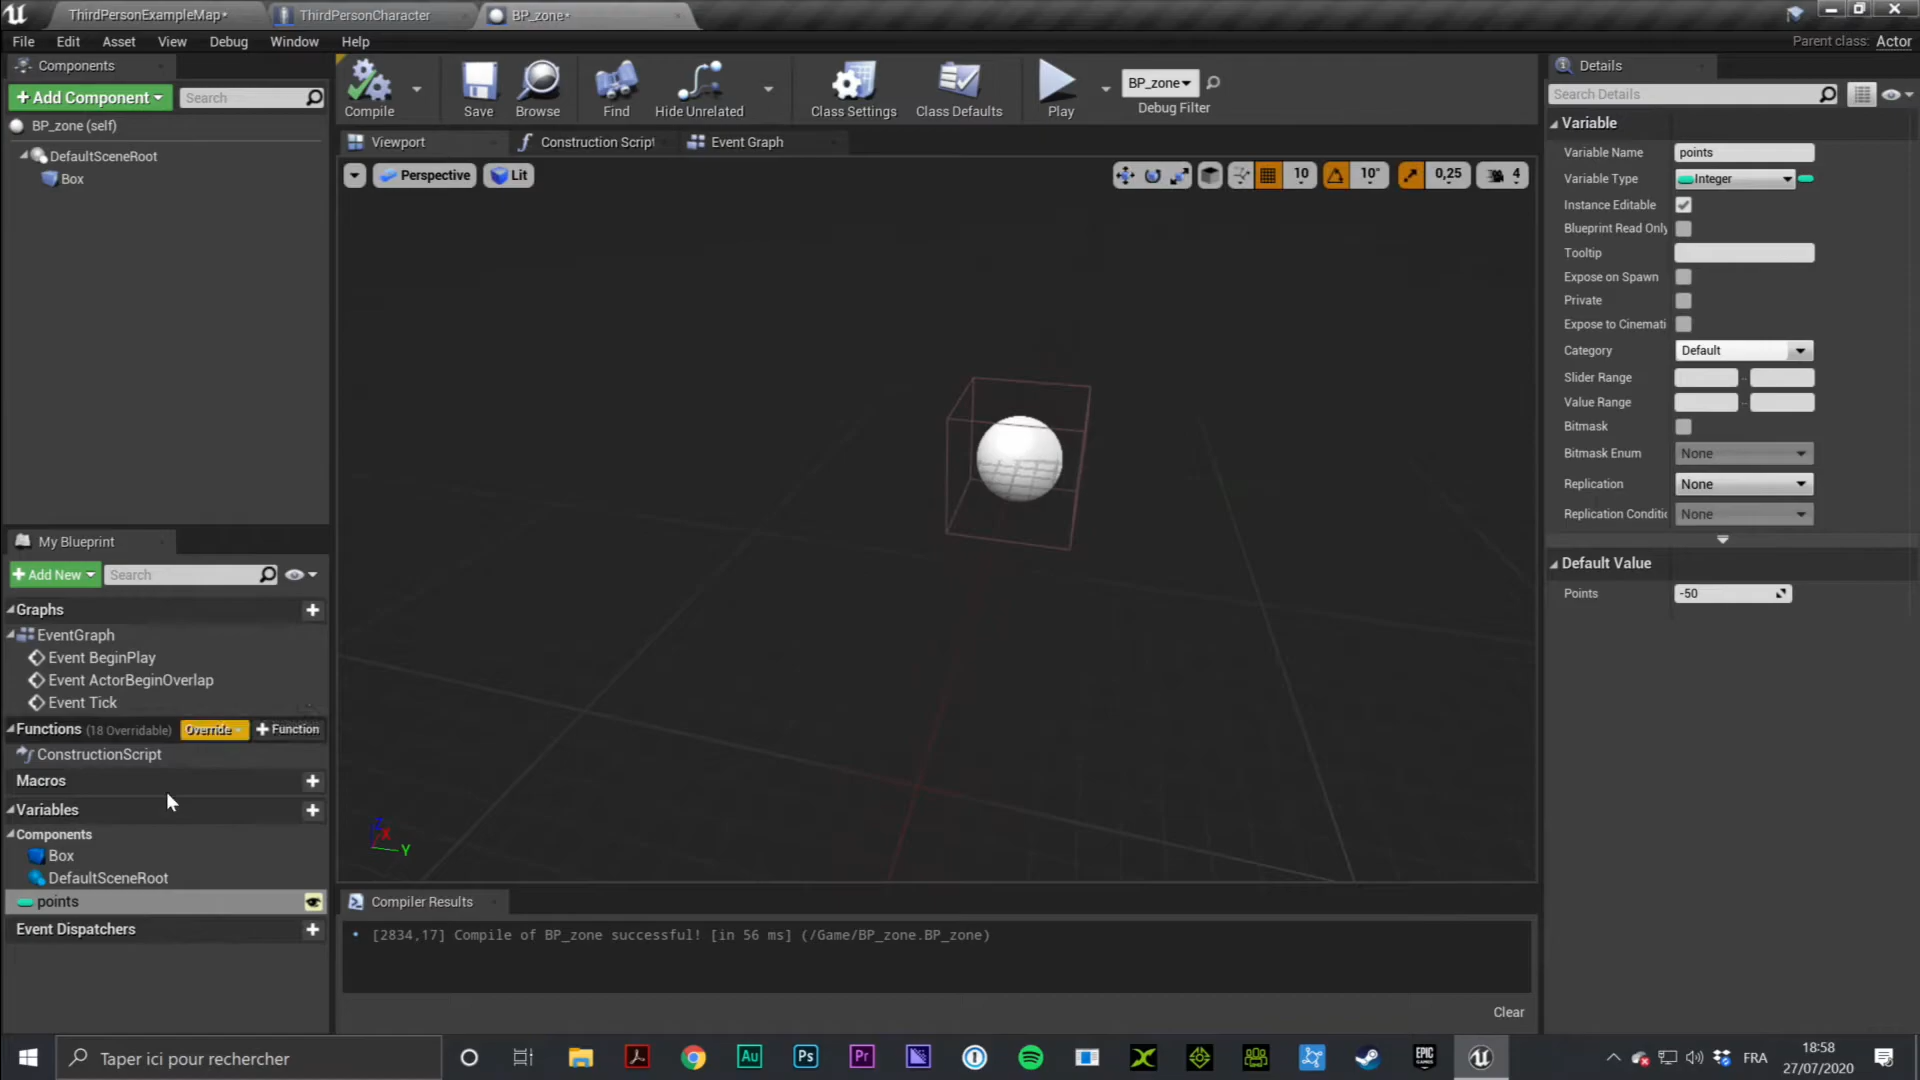 ThirdPersonExampleMap*
ThirdPersonCharacter
BP_zone*
File Edit Asset View Debug Window Help
Parent class: Actor
Components
+ Add Component
Search
BP_zone (self)
DefaultSceneRoot
Box
Compile
Save
Browse
Find
Hide Unrelated
Class Settings
Class Defaults
Play
BP_zone
Debug Filter
Viewport
Construction Script
Event Graph
Perspective
Lit
10
10°
0,25
4
Z
X
Y
My Blueprint
+ Add New
Search
Graphs
EventGraph
Event BeginPlay
Event ActorBeginOverlap
Event Tick
Functions (18 Overridable) Override + Function
ConstructionScript
Macros
Variables
Components
Box
DefaultSceneRoot
points
Event Dispatchers
Compiler Results
[2834,17] Compile of BP_zone successful! [in 56 ms] (/Game/BP_zone.BP_zone)
Clear
Details
Search Details
Variable
Variable Name points
Variable Type Integer
Instance Editable
Blueprint Read Only
Tooltip
Expose on Spawn
Private
Expose to Cinemati
Category Default
Slider Range
Value Range
Bitmask
Bitmask Enum None
Replication None
Replication Conditic None
Default Value
Points -50
Taper ici pour rechercher
Au
Ps
Pr
EPIC GAMES
FRA
18:58
27/07/2020